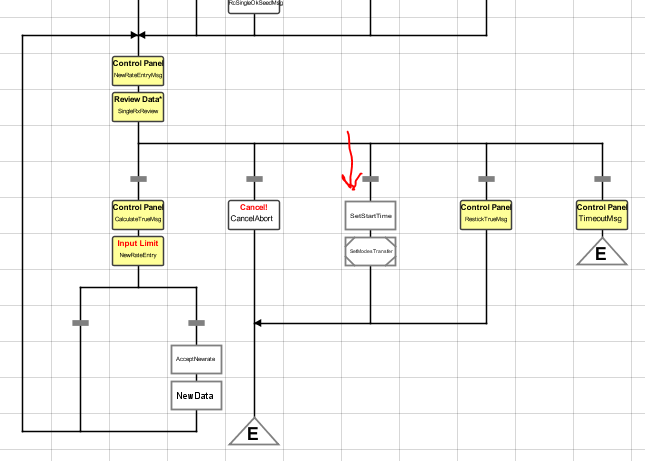 RcSingleOkSeedMsg
Control Panel
NewRateEntryMsg
Review Data*
SingleRxReview
Control Panel
CalculateTrueMsg
Cancel!
CancelAbort
SetStartTime
Control Panel
RestickTrueMsg
Control Panel
TimeoutMsg
Input Limit
NewRateEntry
SetModesTransfer
E
AcceptNewrate
NewData
E